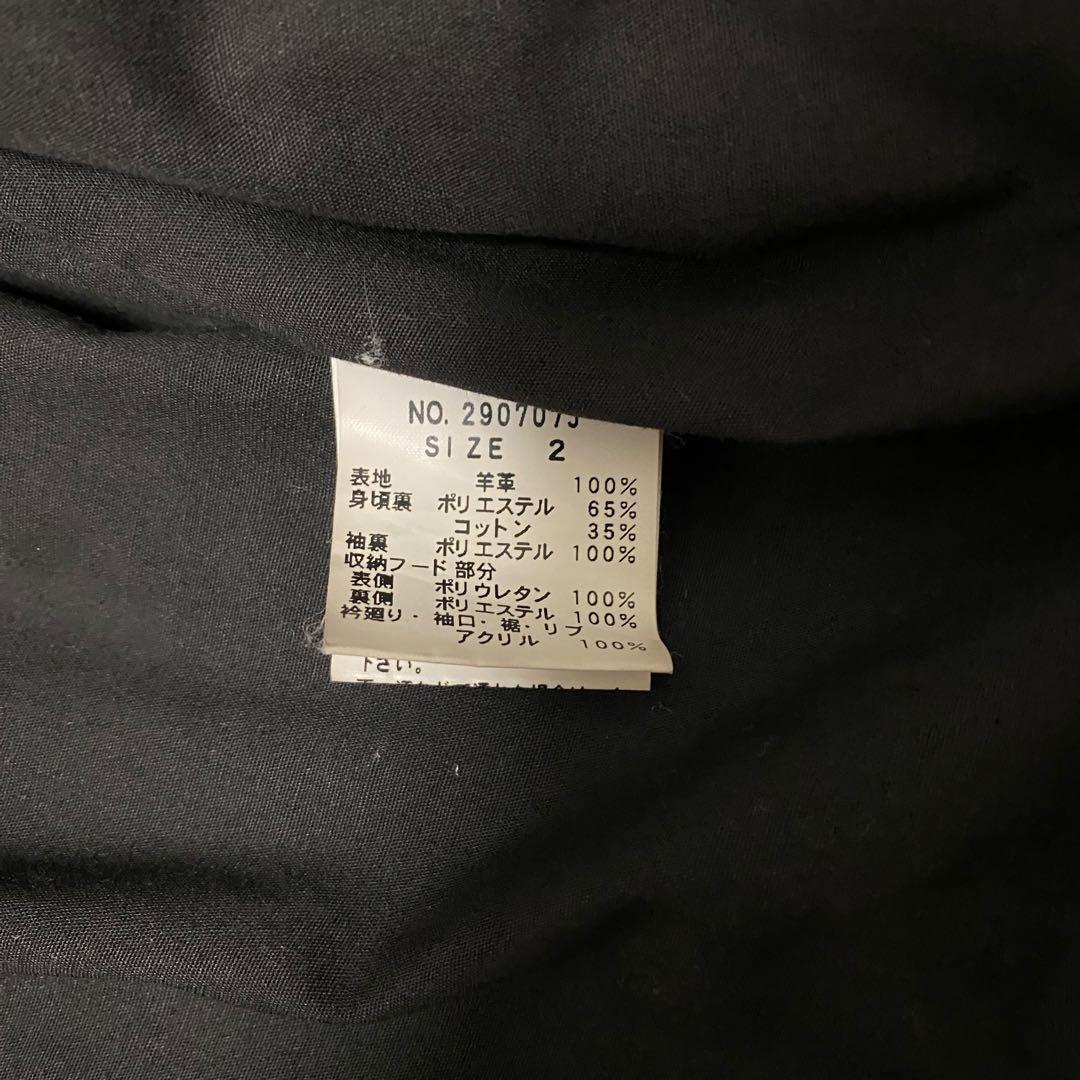 NO. 290707J
SIZE 2
表地 羊革 100%
身頃裏 ポリエステル 65%
コットン 35%
袖裏 ポリエステル 100%
収納フード部分
表側 ポリウレタン 100%
裏側 ポリエステル 100%
衿廻り・袖口・裾・リブ
アクリル 100%
下さい。